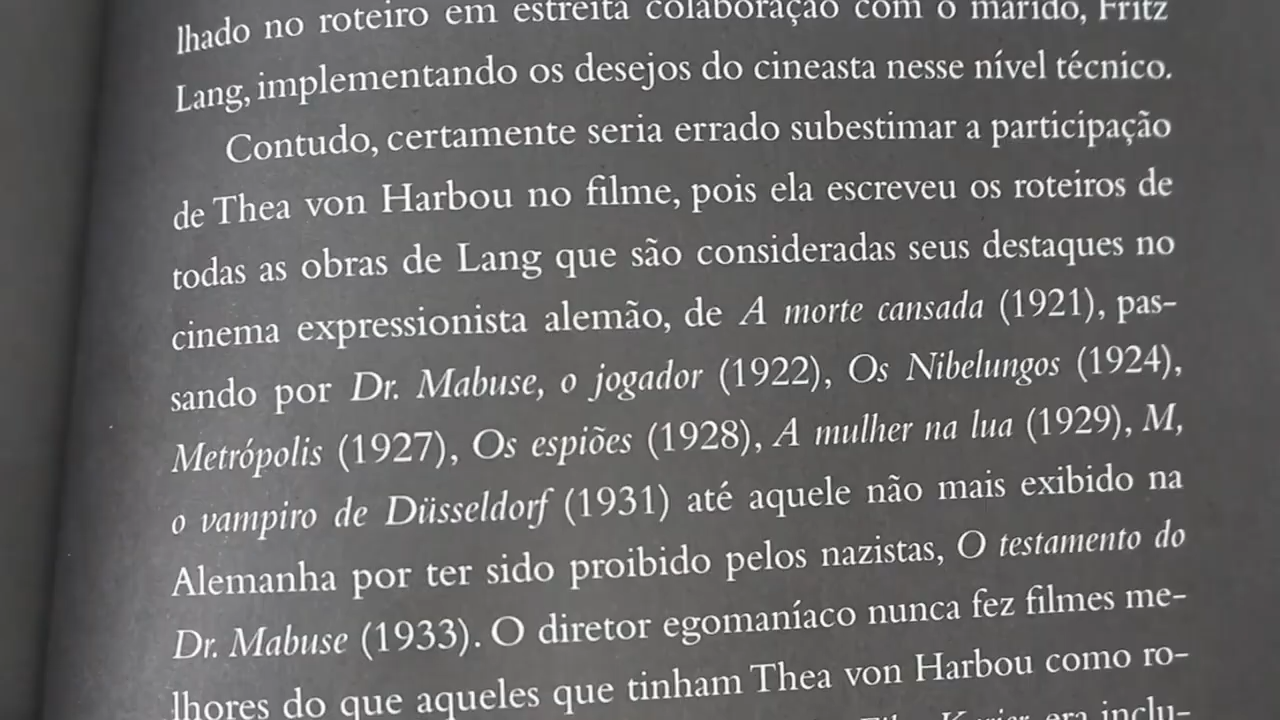 lhado no roteiro em estreita colaboração com o marido, Fritz
Lang, implementando os desejos do cineasta nesse nível técnico.
Contudo, certamente seria errado subestimar a participação
de Thea von Harbou no filme, pois ela escreveu os roteiros de
todas as obras de Lang que são consideradas seus destaques no
cinema expressionista alemão, de A morte cansada (1921), pas-
sando por Dr. Mabuse, o jogador (1922), Os Nibelungos (1924),
Metrópolis (1927), Os espiões (1928), A mulher na lua (1929), M,
o vampiro de Düsseldorf (1931) até aquele não mais exibido na
Alemanha por ter sido proibido pelos nazistas, O testamento do
Dr. Mabuse (1933). O diretor egomaníaco nunca fez filmes me-
lhores do que aqueles que tinham Thea von Harbou como ro-
era inclu-